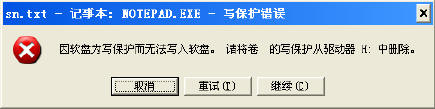 sn.txt - 记事本: NOTEPAD.EXE - 写保护错误
因软盘方写保护而无法写入软盘。 请将卷 的写保护从驱动器 H: 中删除。
取消 重试(T) 继续(C)